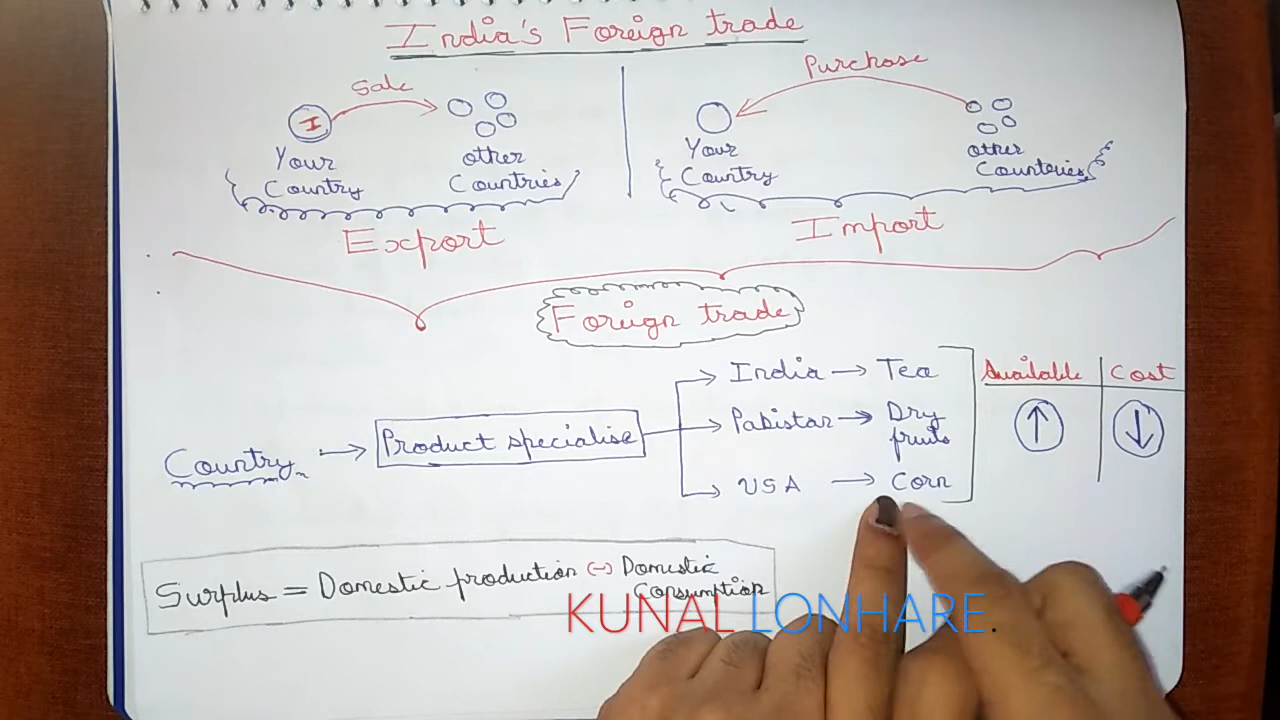 India's Foreign trade
Sale
I
Your
Country
other
Countries
Export
Purchase
Your
Country
other
Counteries
Import
Foreign trade
Country → Product specialise
India → Tea
Pakistan → Dry
fruits
USA → Corn
Available Cost
↑ ↓
Surplus = Domestic production (-) Domestic
Consumption
KUNAL LONHARE.